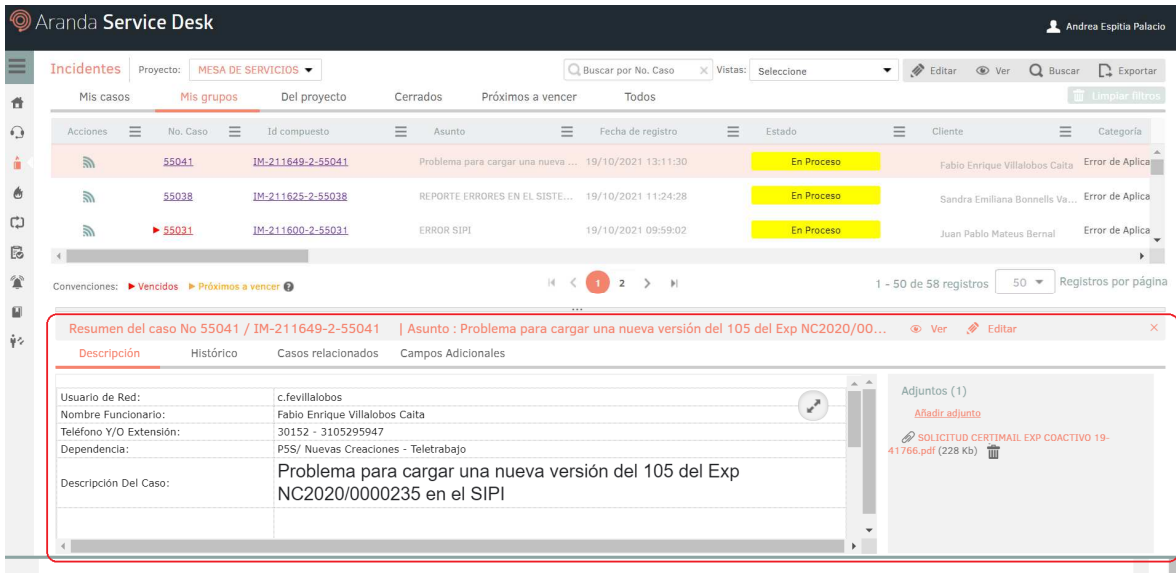 Aranda Service Desk
Andrea Espitia Palacio
Incidentes Proyecto: MESA DE SERVICIOS Buscar por No. Caso Vistas: Seleccione Editar Ver Buscar Exportar
Mis casos Mis grupos Del proyecto Cerrados Próximos a vencer Todos Limpiar filtros
Acciones No. Caso Id compuesto Asunto Fecha de registro Estado Cliente Categoría
55041 IM-211649-2-55041 Problema para cargar una nueva ... 19/10/2021 13:11:30 En Proceso Fabio Enrique Villalobos Caita Error de Aplica
55038 IM-211625-2-55038 REPORTE ERRORES EN EL SISTE... 19/10/2021 11:24:28 En Proceso Sandra Emiliana Bonnells Va... Error de Aplica
55031 IM-211600-2-55031 ERROR SIPI 19/10/2021 09:59:02 En Proceso Juan Pablo Mateus Bernal Error de Aplica
Convenciones: Vencidos Próximos a vencer ? 1 2 1 - 50 de 58 registros 50 Registros por página
Resumen del caso No 55041 / IM-211649-2-55041 | Asunto : Problema para cargar una nueva versión del 105 del Exp NC2020/00... Ver Editar
Descripción Histórico Casos relacionados Campos Adicionales
Usuario de Red: c.fevillalobos
Nombre Funcionario: Fabio Enrique Villalobos Caita
Teléfono Y/O Extensión: 30152 - 3105295947
Dependencia: P5S/ Nuevas Creaciones - Teletrabajo
Descripción Del Caso: Problema para cargar una nueva versión del 105 del Exp
NC2020/0000235 en el SIPI
Adjuntos (1)
Añadir adjunto
SOLICITUD CERTIMAIL EXP COACTIVO 19-
41766.pdf (228 Kb)